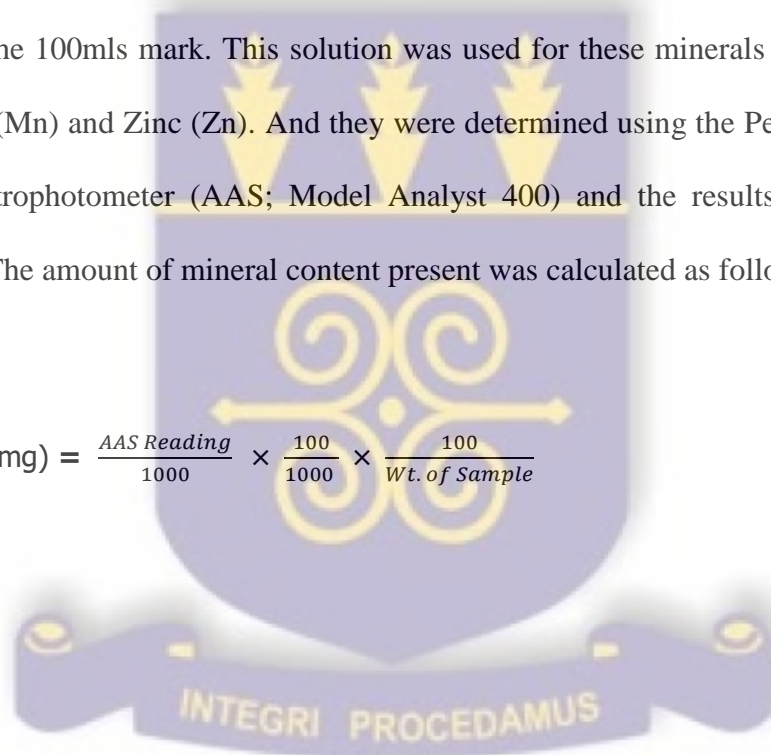 ne 100mls mark. This solution was used for these minerals
(Mn) and Zinc (Zn). And they were determined using the Pe
trophotometer (AAS; Model Analyst 400) and the results
The amount of mineral content present was calculated as follo
mg) = AAS Reading/1000 × 100/1000 × 100/Wt. of Sample
INTEGRI PROCEDAMUS